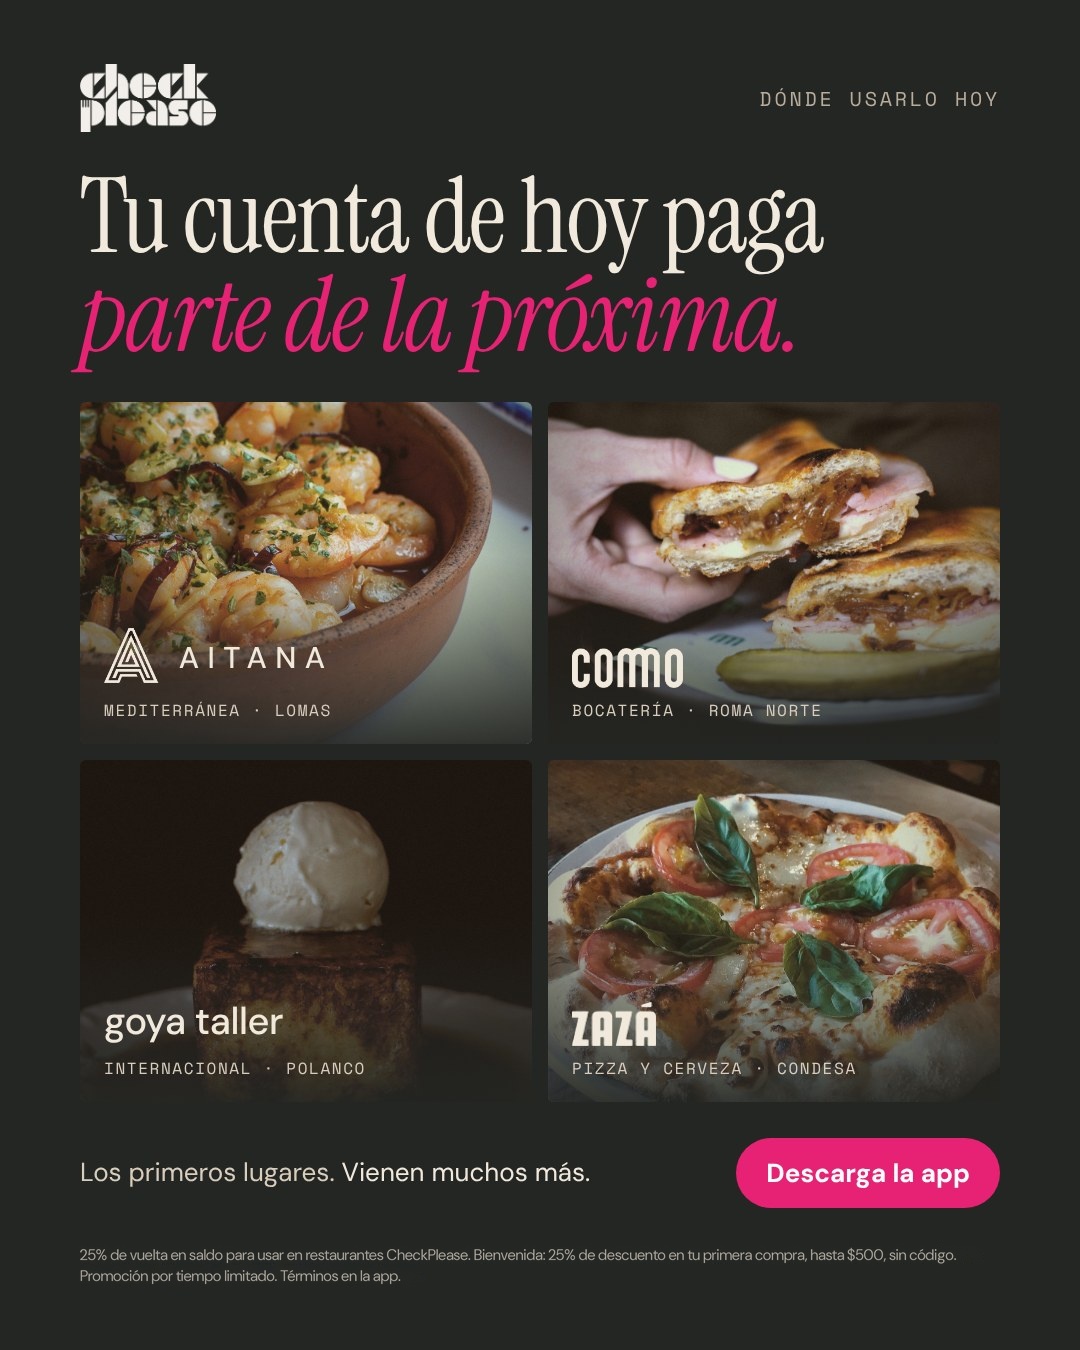 check
please
DÓNDE USARLO HOY
Tu cuenta de hoy paga
parte de la próxima.
AITANA
MEDITERRÁNEA · LOMAS
COMMO
BOCATERÍA · ROMA NORTE
goya taller
INTERNACIONAL · POLANCO
ZAZÁ
PIZZA Y CERVEZA · CONDESA
Los primeros lugares. Vienen muchos más.
Descarga la app
25% de vuelta en saldo para usar en restaurantes CheckPlease. Bienvenida: 25% de descuento en tu primera compra, hasta $500, sin código.
Promoción por tiempo limitado. Términos en la app.